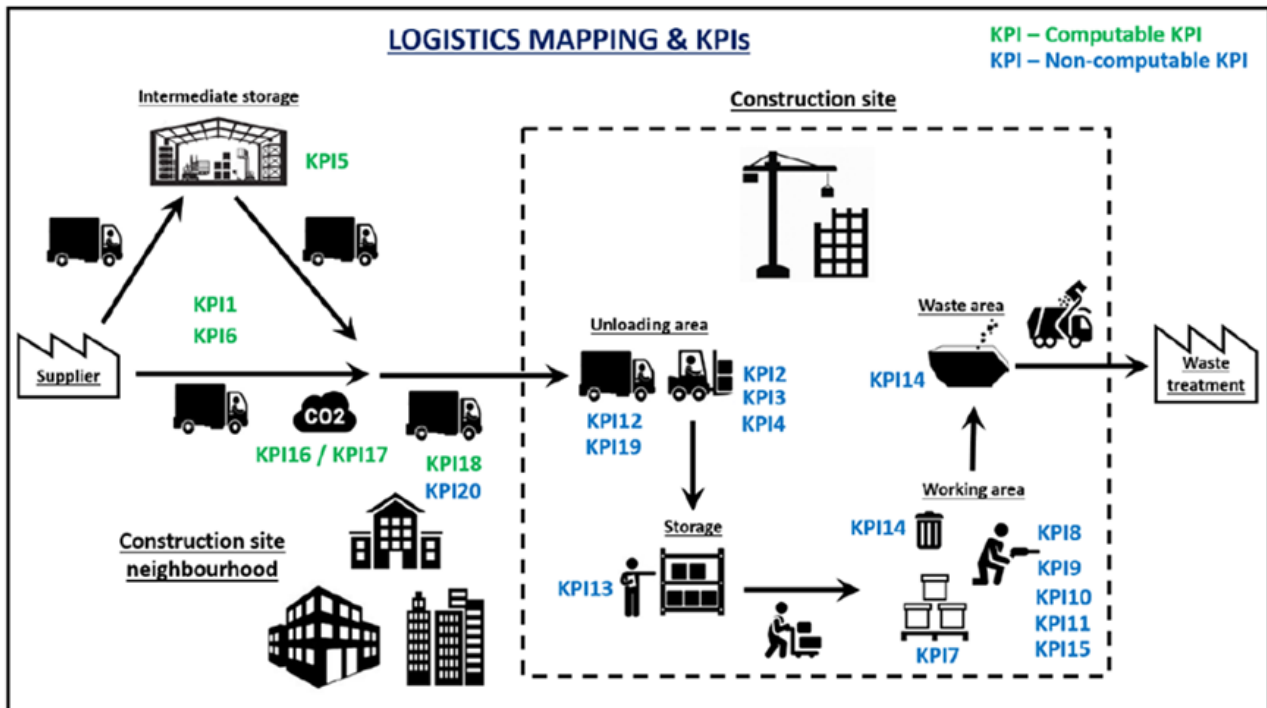 LOGISTICS MAPPING & KPIs
KPI – Computable KPI
KPI – Non-computable KPI
Intermediate storage
KPI5
Construction site
KPI1
KPI6
Supplier
CO2
KPI16 / KPI17
KPI18
KPI20
Construction site
neighbourhood
Unloading area
KPI2
KPI3
KPI4
KPI12
KPI19
Storage
KPI13
Waste area
KPI14
Waste
treatment
Working area
KPI14
KPI8
KPI9
KPI10
KPI11
KPI15
KPI7